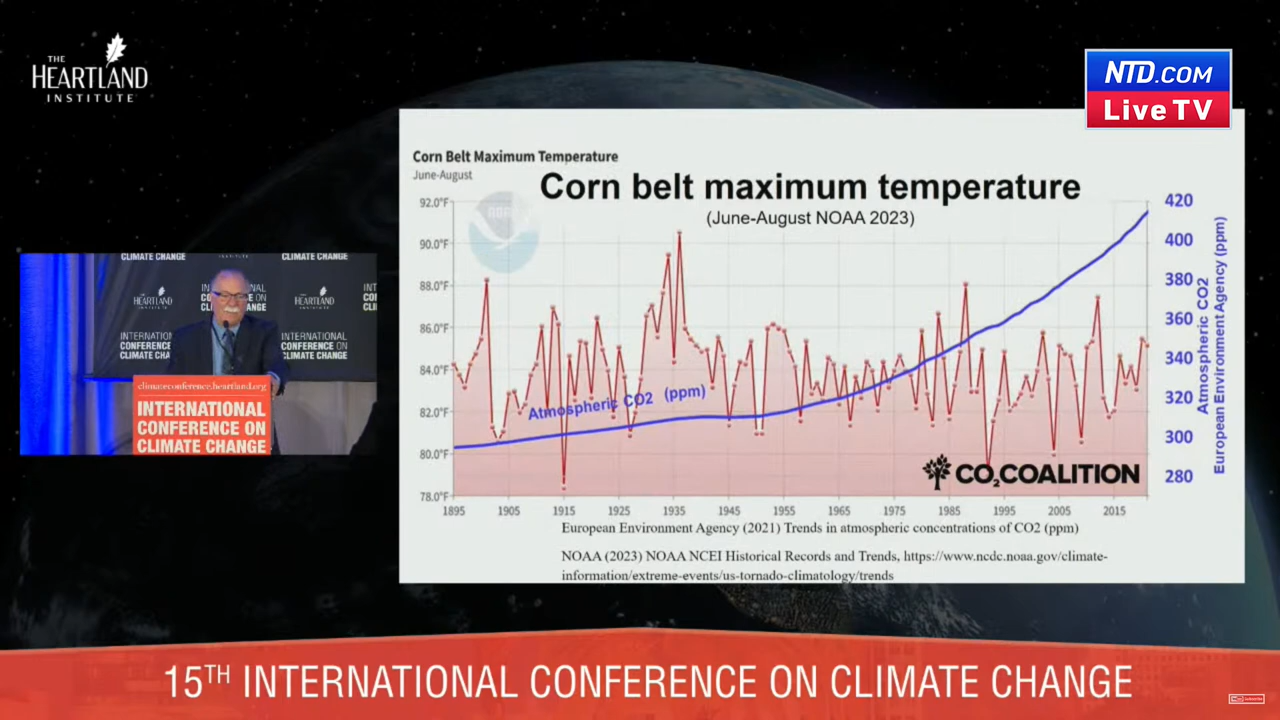 THE
HEARTLAND
INSTITUTE
NTD.COM
Live TV
Corn Belt Maximum Temperature
June-August
Corn belt maximum temperature
(June-August NOAA 2023)
92.0°F
90.0°F
88.0°F
86.0°F
84.0°F
82.0°F
80.0°F
78.0°F
Atmospheric CO2 (ppm)
420
400
380
360
340
320
300
280
Atmospheric CO2
European Environment Agency (ppm)
CO2COALITION
1895 1905 1915 1925 1935 1945 1955 1965 1975 1985 1995 2005 2015
European Environment Agency (2021) Trends in atmospheric concentrations of CO2 (ppm)
NOAA (2023) NOAA NCEI Historical Records and Trends, https://www.ncdc.noaa.gov/climate-
information/extreme-events/us-tornado-climatology/trends
CLIMATE CHANGE
CLIMATE CHANGE
HEARTLAND
HEARTLAND
INTERNATIONAL
CONFERENCE ON
CLIMATE CHANGE
climateconference.heartland.org
INTERNATIONAL
CONFERENCE ON
CLIMATE CHANGE
15TH INTERNATIONAL CONFERENCE ON CLIMATE CHANGE